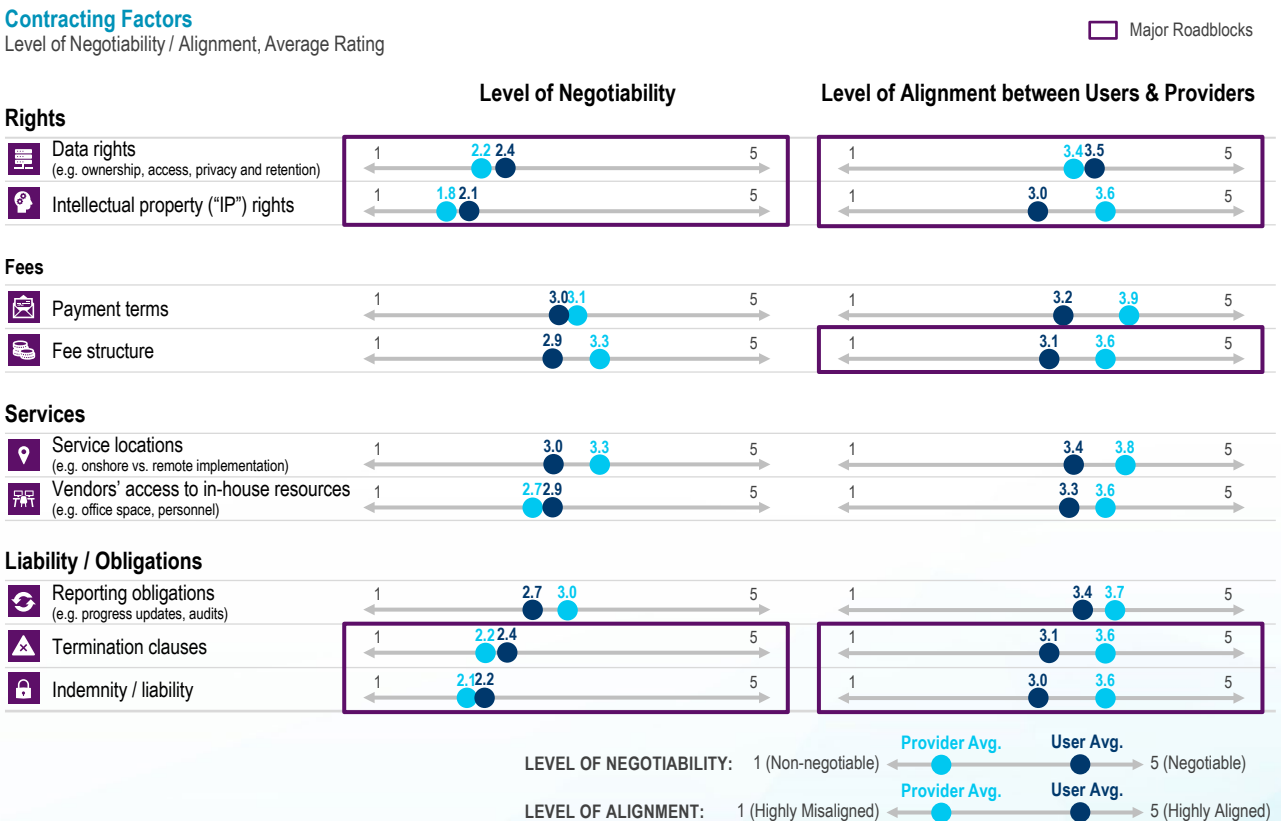 Contracting Factors
Level of Negotiability / Alignment, Average Rating
Major Roadblocks
Level of Negotiability
Level of Alignment between Users & Providers
Rights
Data rights
(e.g. ownership, access, privacy and retention)
1 2.2 2.4 5
1 3.4 3.5 5
Intellectual property ("IP") rights
1 1.8 2.1 5
1 3.0 3.6 5
Fees
Payment terms
1 3.0 3.1 5
1 3.2 3.9 5
Fee structure
1 2.9 3.3 5
1 3.1 3.6 5
Services
Service locations
(e.g. onshore vs. remote implementation)
1 3.0 3.3 5
1 3.4 3.8 5
Vendors' access to in-house resources
(e.g. office space, personnel)
1 2.7 2.9 5
1 3.3 3.6 5
Liability / Obligations
Reporting obligations
(e.g. progress updates, audits)
1 2.7 3.0 5
1 3.4 3.7 5
Termination clauses
1 2.2 2.4 5
1 3.1 3.6 5
Indemnity / liability
1 2.1 2.2 5
1 3.0 3.6 5
Provider Avg. User Avg.
LEVEL OF NEGOTIABILITY: 1 (Non-negotiable) 5 (Negotiable)
Provider Avg. User Avg.
LEVEL OF ALIGNMENT: 1 (Highly Misaligned) 5 (Highly Aligned)